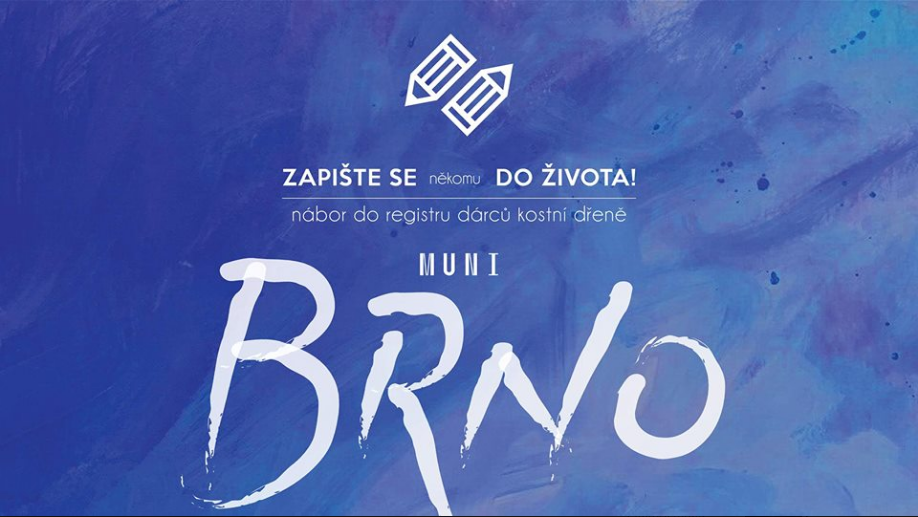 ZAPIŠTE SE někomu DO ŽIVOTA!
nábor do registru dárců kostní dřeně
MUNI
BRNO